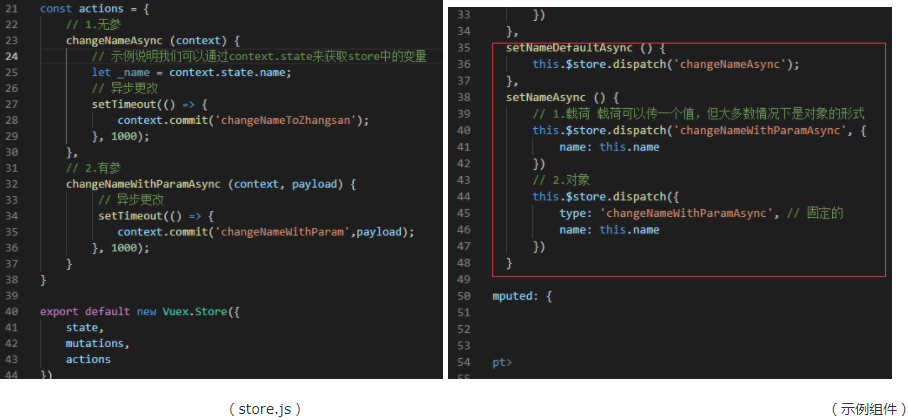 21 const actions = {
22 // 1.无参
23 changeNameAsync (context) {
24 // 示例说明我们可以通过context.state来获取store中的变量
25 let _name = context.state.name;
26 // 异步更改
27 setTimeout(() => {
28 context.commit('changeNameToZhangsan');
29 }, 1000);
30 },
31 // 2.有参
32 changeNameWithParamAsync (context, payload) {
33 // 异步更改
34 setTimeout(() => {
35 context.commit('changeNameWithParam',payload);
36 }, 1000);
37 }
38 }
39
40 export default new Vuex.Store({
41 state,
42 mutations,
43 actions
44 })
(store.js)
33 })
34 },
35 setNameDefaultAsync () {
36 this.$store.dispatch('changeNameAsync');
37 },
38 setNameAsync () {
39 // 1.载荷 载荷可以传一个值，但大多数情况下是对象的形式
40 this.$store.dispatch('changeNameWithParamAsync', {
41 name: this.name
42 })
43 // 2.对象
44 this.$store.dispatch({
45 type: 'changeNameWithParamAsync', // 固定的
46 name: this.name
47 })
48 }
49
50 mputed: {
51
52
53
54 pt>
55
(示例组件)